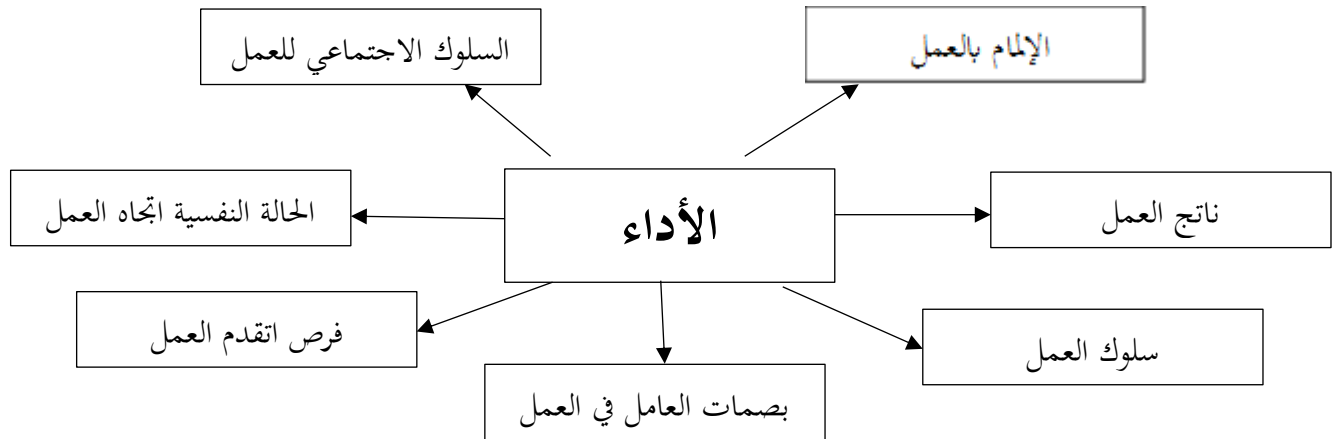 الإلمام بالعمل
السلوك الاجتماعي للعمل
ناتج العمل
الأداء
الحالة النفسية اتجاه العمل
سلوك العمل
فرص اتقدم العمل
بصمات العامل في العمل